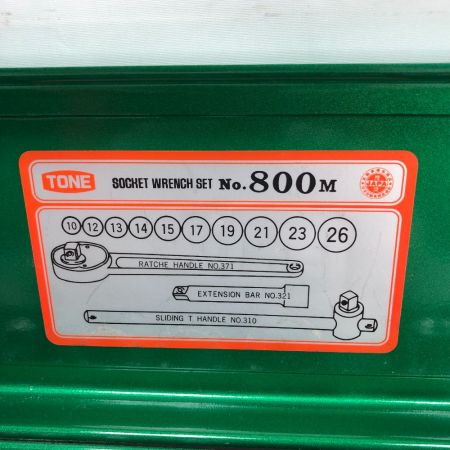 TONE SOCKET WRENCH SET No. 800M
JAPAN
10 12 13 14 15 17 19 21 23 26
RATCHE HANDLE NO.371
EXTENSION BAR NO.321
SLIDING T. HANDLE NO.310